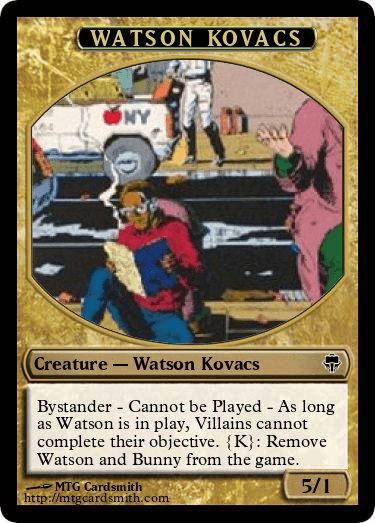 WATSON KOVACS
NY
Creature — Watson Kovacs
Bystander - Cannot be Played - As long
as Watson is in play, Villains cannot
complete their objective. {K}: Remove
Watson and Bunny from the game.
5/1
MTG Cardsmith
http://mtgcardsmith.com